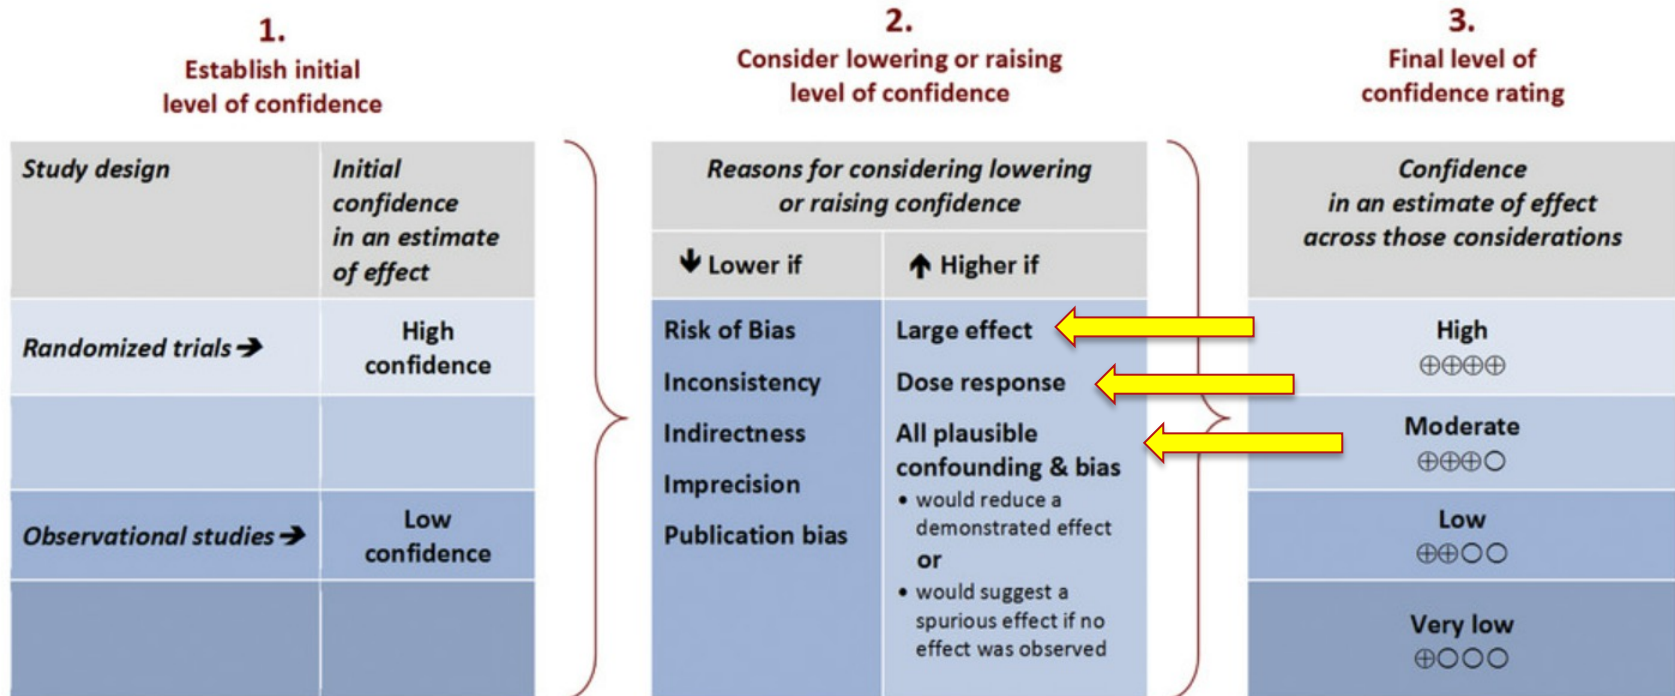 1.
Establish initial
level of confidence
Study design
Initial
confidence
in an estimate
of effect
Randomized trials ➔
High
confidence
Observational studies ➔
Low
confidence
2.
Consider lowering or raising
level of confidence
Reasons for considering lowering
or raising confidence
🡇 Lower if
🡅 Higher if
Risk of Bias
Inconsistency
Indirectness
Imprecision
Publication bias
Large effect
Dose response
All plausible
confounding & bias
• would reduce a
demonstrated effect
or
• would suggest a
spurious effect if no
effect was observed
3.
Final level of
confidence rating
Confidence
in an estimate of effect
across those considerations
High
⊕⊕⊕⊕
Moderate
⊕⊕⊕○
Low
⊕⊕○○
Very low
⊕○○○